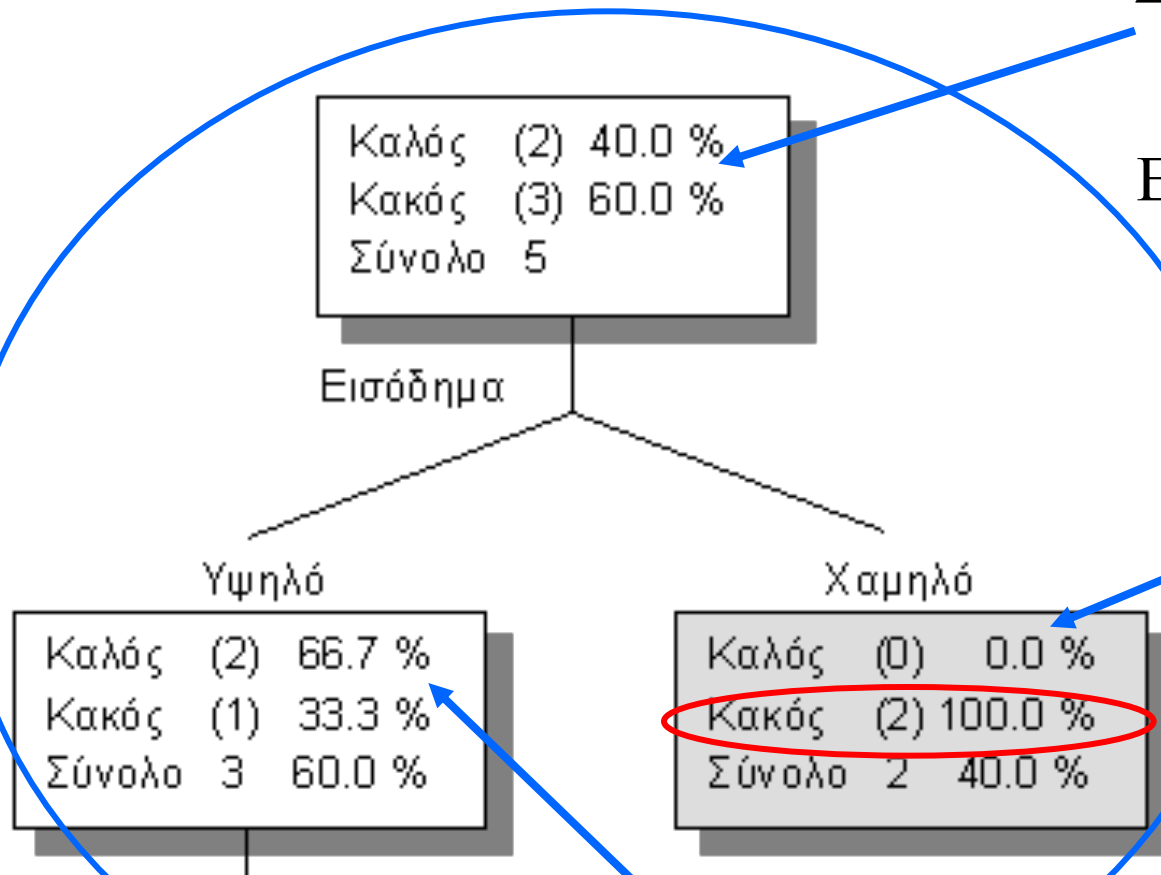 Καλός (2) 40.0 %
Κακός (3) 60.0 %
Σύνολο 5
Εισόδημα
Υψηλό
Χαμηλό
Καλός (2) 66.7 %
Κακός (1) 33.3 %
Σύνολο 3 60.0 %
Καλός (0) 0.0 %
Κακός (2) 100.0 %
Σύνολο 2 40.0 %